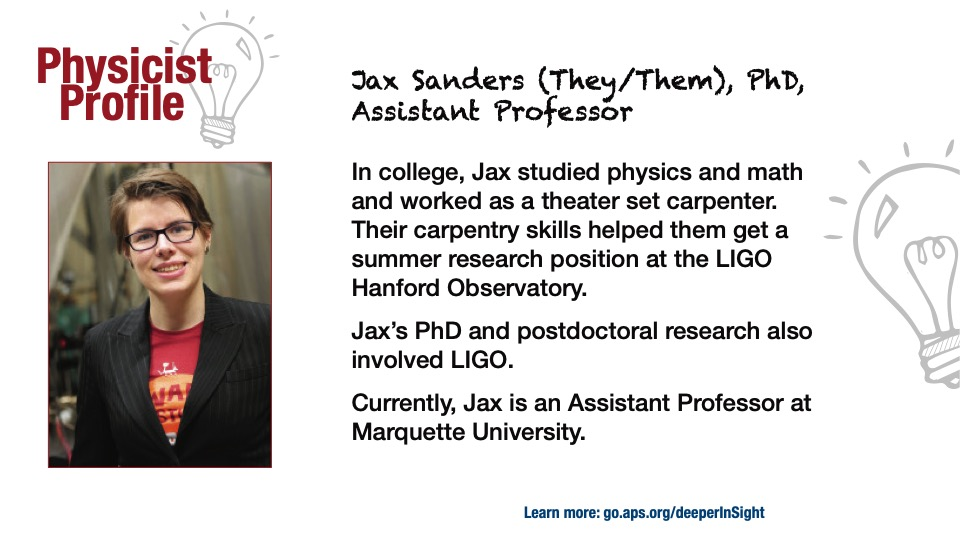 Physicist
Profile
Jax Sanders (They/Them), PhD,
Assistant Professor
In college, Jax studied physics and math
and worked as a theater set carpenter.
Their carpentry skills helped them get a
summer research position at the LIGO
Hanford Observatory.
Jax’s PhD and postdoctoral research also
involved LIGO.
Currently, Jax is an Assistant Professor at
Marquette University.
Learn more: go.aps.org/deeperInSight